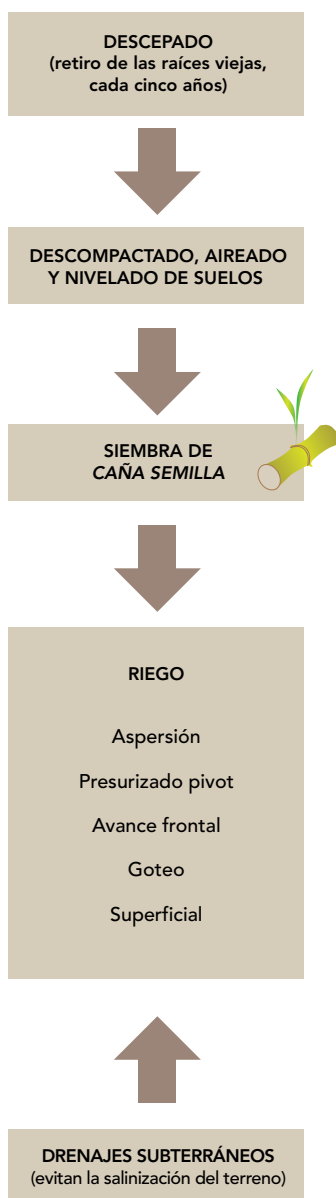 DESCEPADO
(retiro de las raíces viejas,
cada cinco años)
DESCOMPACTADO, AIREADO
Y NIVELADO DE SUELOS
SIEMBRA DE
CAÑA SEMILLA
RIEGO
Aspersión
Presurizado pivot
Avance frontal
Goteo
Superficial
DRENAJES SUBTERRÁNEOS
(evitan la salinización del terreno)